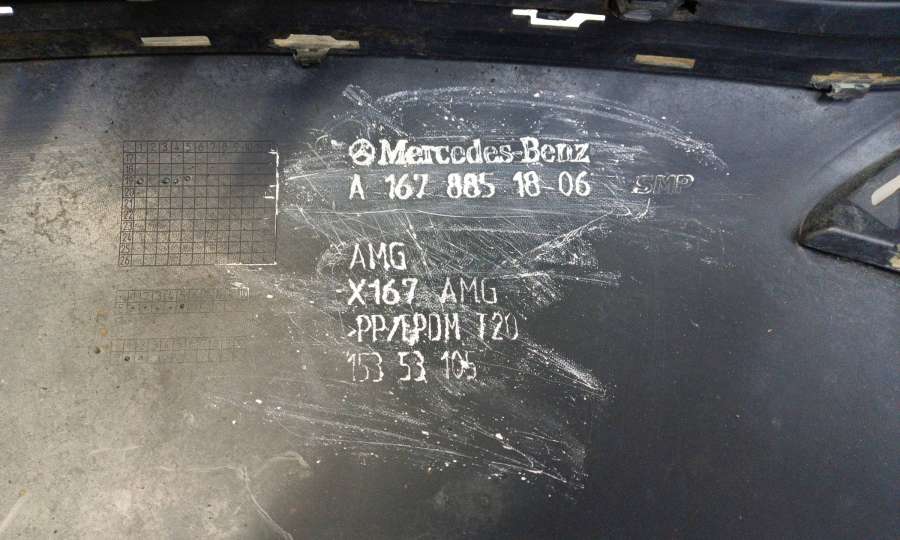 Mercedes-Benz
A 167 885 18 06
SMP
AMG
X167 AMG
>PP/EPDM T20
153 53 105